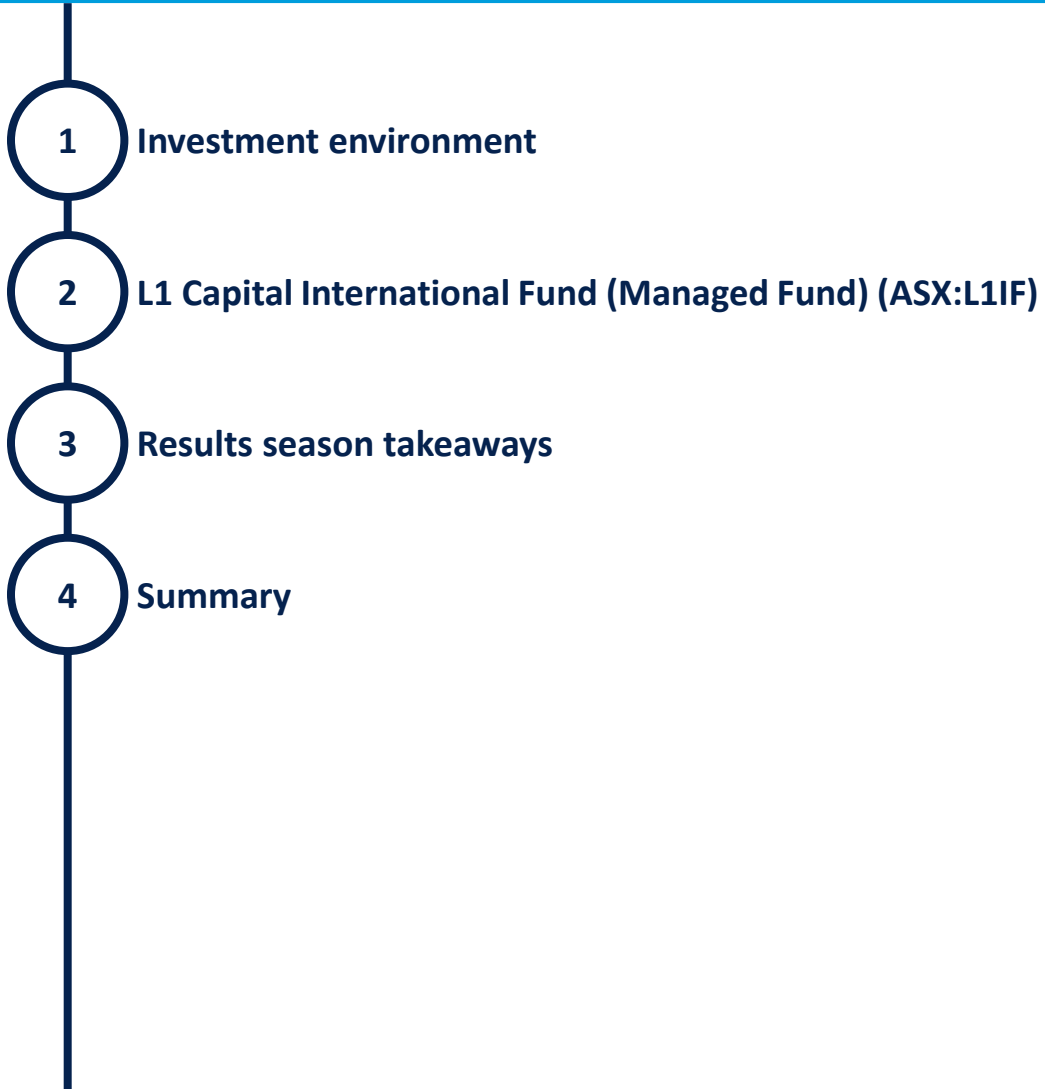 1 Investment environment
2 L1 Capital International Fund (Managed Fund) (ASX:L1IF)
3 Results season takeaways
4 Summary